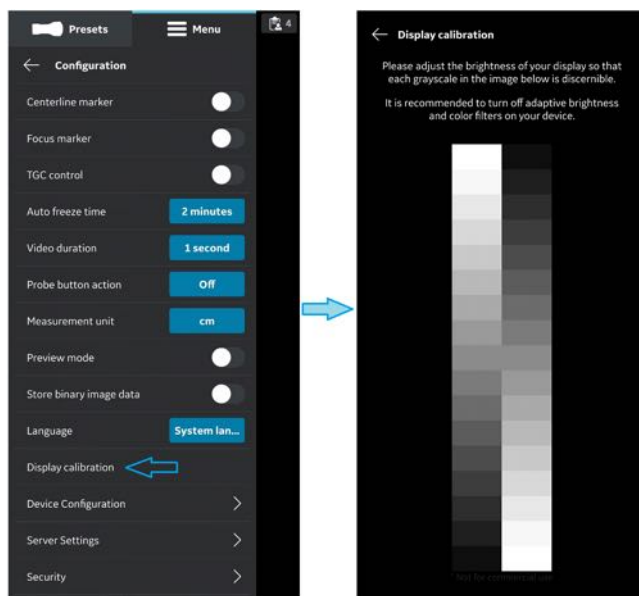 Presets
Menu
4
Configuration
Centerline marker
Focus marker
TGC control
Auto freeze time
2 minutes
Video duration
1 second
Probe button action
Off
Measurement unit
cm
Preview mode
Store binary image data
Language
System lan...
Display calibration
Device Configuration
Server Settings
Security
Display calibration
Please adjust the brightness of your display so that
each grayscale in the image below is discernible.
It is recommended to turn off adaptive brightness
and color filters on your device.
* Not for commercial use